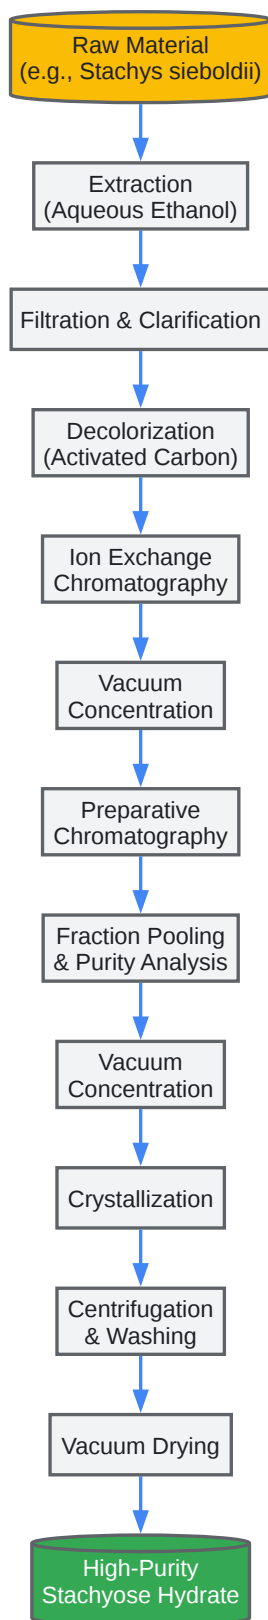 Raw Material
(e.g., Stachys sieboldii)
Extraction
(Aqueous Ethanol)
Filtration & Clarification
Decolorization
(Activated Carbon)
Ion Exchange
Chromatography
Vacuum
Concentration
Preparative
Chromatography
Fraction Pooling
& Purity Analysis
Vacuum
Concentration
Crystallization
Centrifugation
& Washing
Vacuum Drying
High-Purity
Stachyose Hydrate